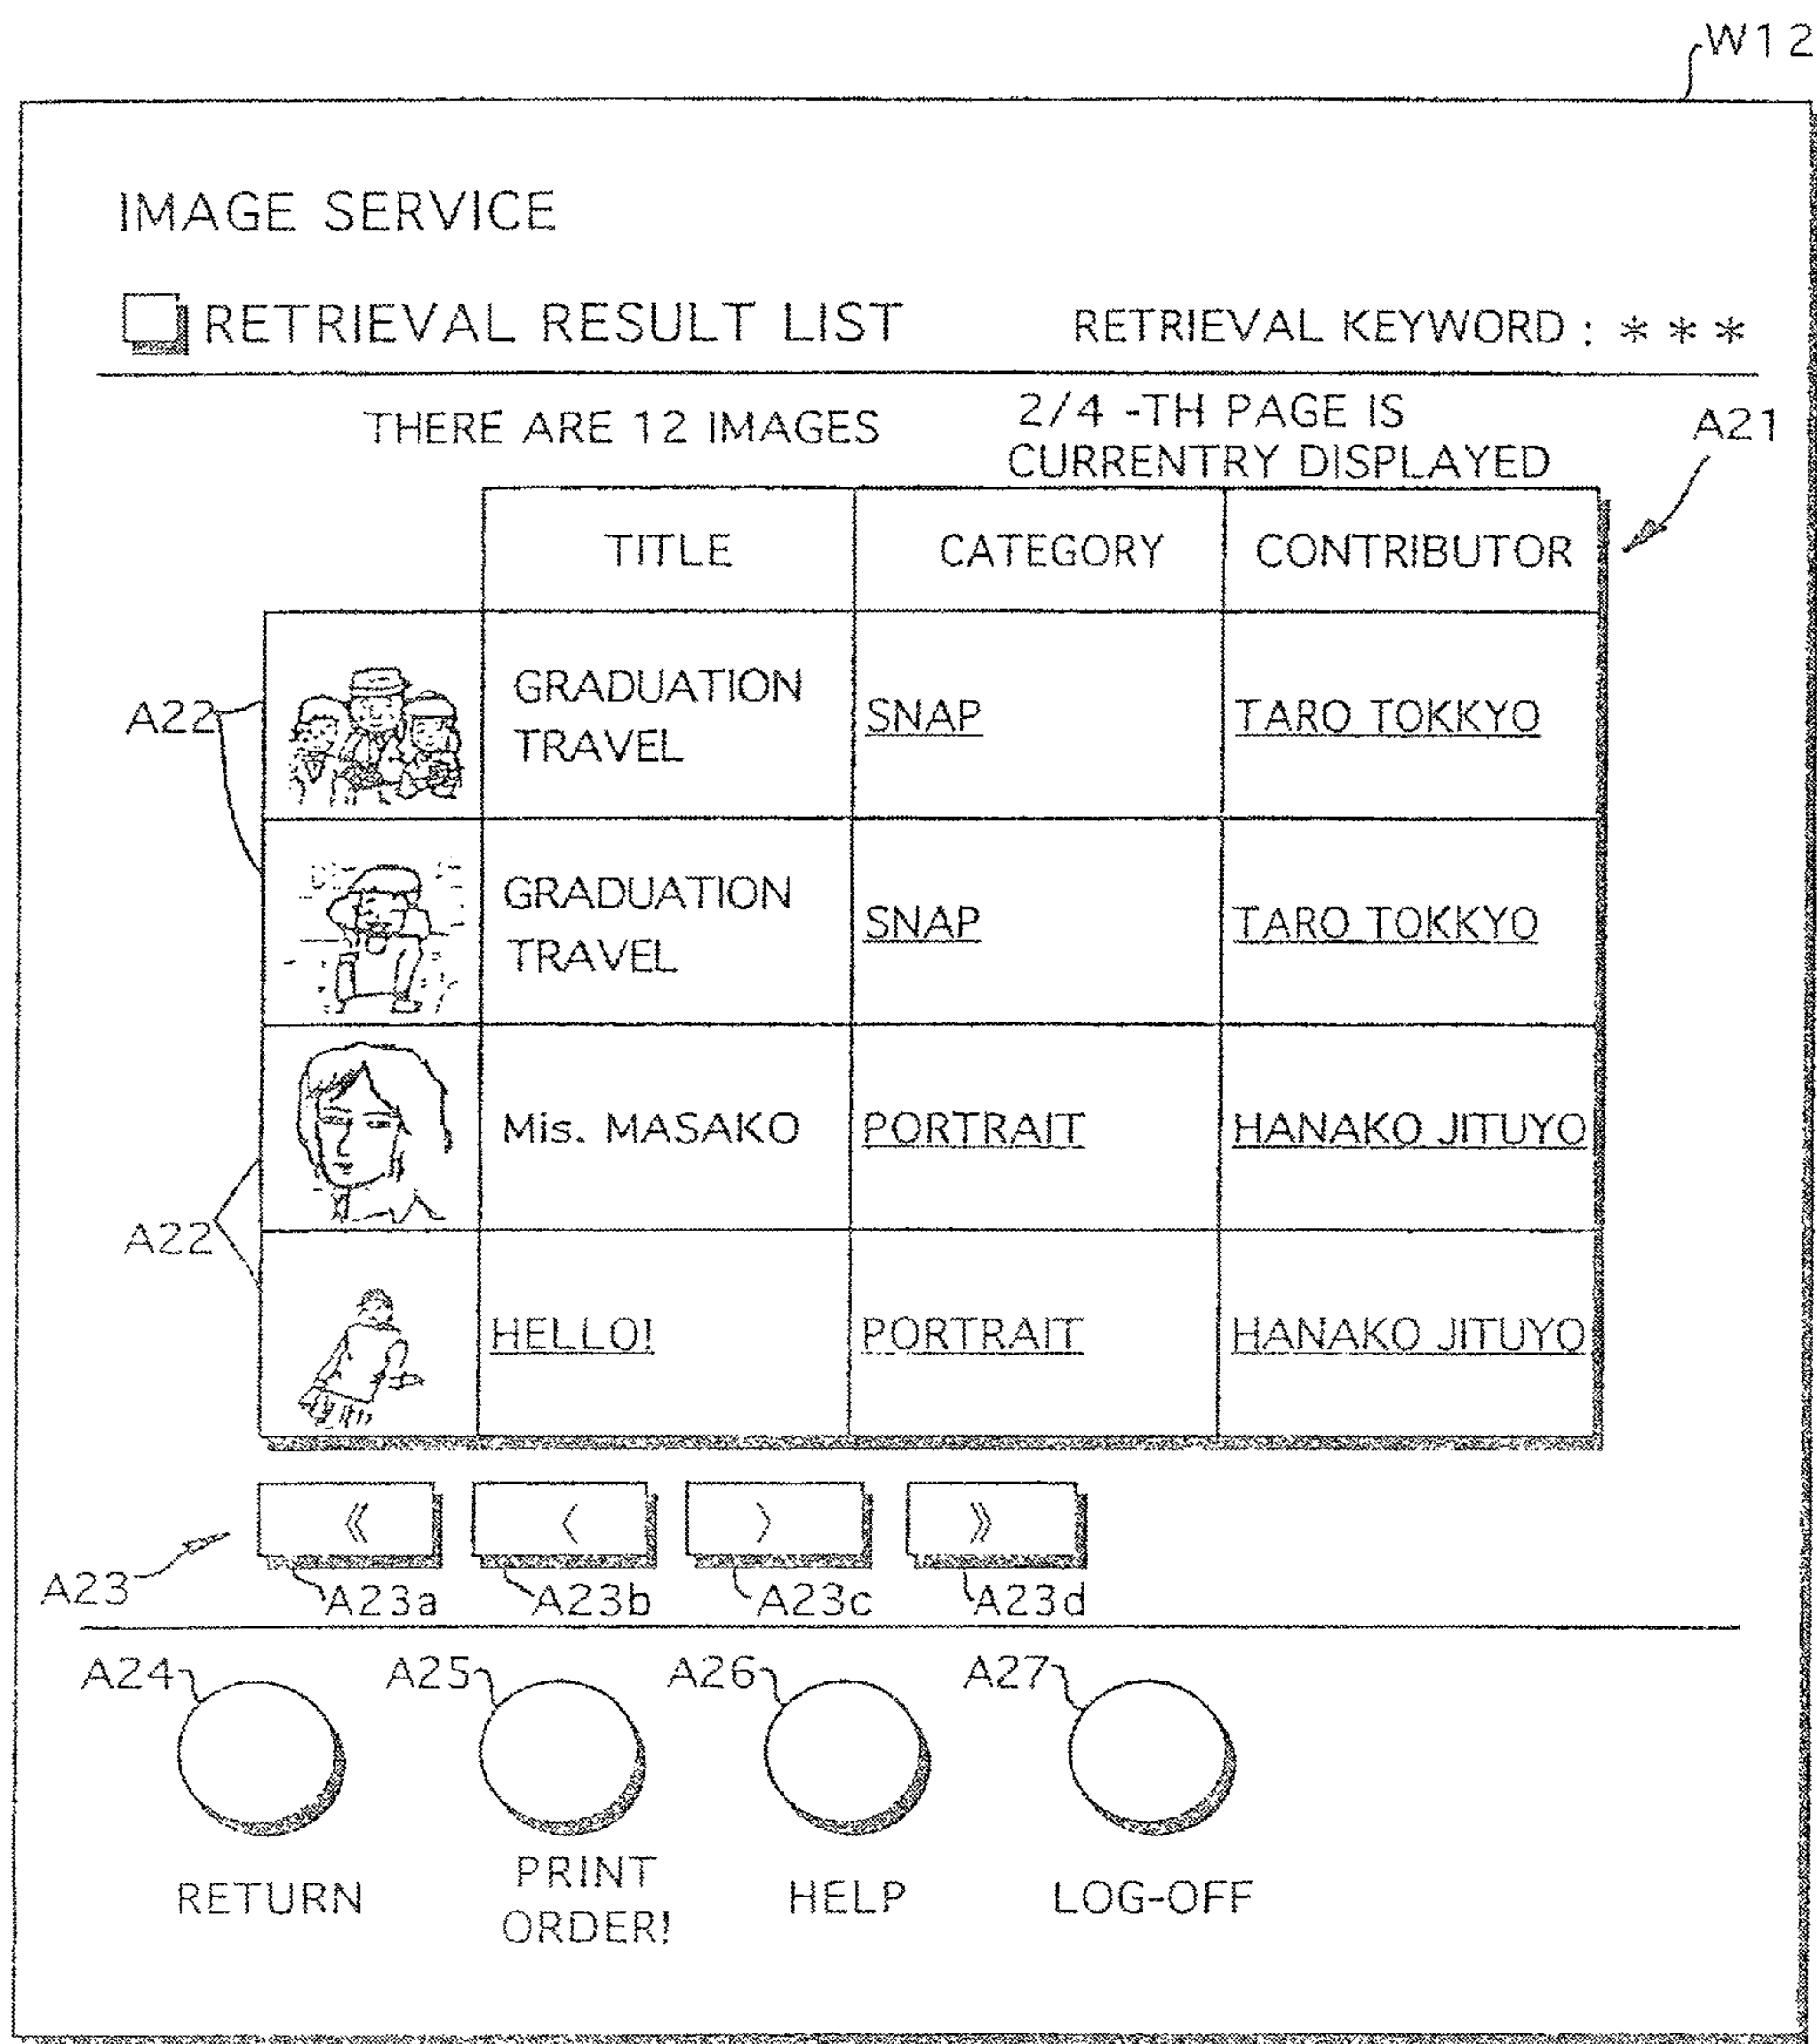 W12
IMAGE SERVICE
RETRIEVAL RESULT LIST
RETRIEVAL KEYWORD : * * *
THERE ARE 12 IMAGES
2/4 -TH PAGE IS
CURRENTRY DISPLAYED
A21
TITLE CATEGORY CONTRIBUTOR
A22
GRADUATION
TRAVEL
SNAP
TARO TOKKYO
GRADUATION
TRAVEL
SNAP
TARO TOKKYO
Mis. MASAKO
PORTRAIT
HANAKO JITUYO
A22
HELLO!
PORTRAIT
HANAKO JITUYO
《 〈 〉 》
A23
A23a A23b A23c A23d
A24 A25 A26 A27
RETURN
PRINT
ORDER!
HELP
LOG-OFF